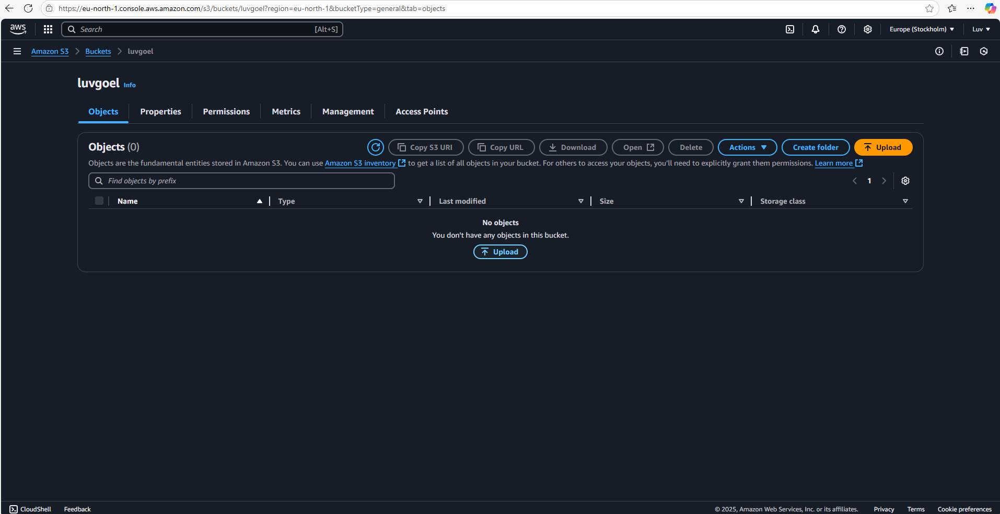 https://eu-north-1.console.aws.amazon.com/s3/buckets/luvgoel?region=eu-north-1&bucketType=general&tab=objects
aws Search [Alt+S] Europe (Stockholm) Luv
Amazon S3 Buckets luvgoel
luvgoel Info
Objects Properties Permissions Metrics Management Access Points
Objects (0) Copy S3 URI Copy URL Download Open Delete Actions Create folder Upload
Objects are the fundamental entities stored in Amazon S3. You can use Amazon S3 inventory to get a list of all objects in your bucket. For others to access your objects, you’ll need to explicitly grant them permissions. Learn more
Find objects by prefix 1
Name Type Last modified Size Storage class
No objects
You don't have any objects in this bucket.
Upload
CloudShell Feedback © 2025, Amazon Web Services, Inc. or its affiliates. Privacy Terms Cookie preferences